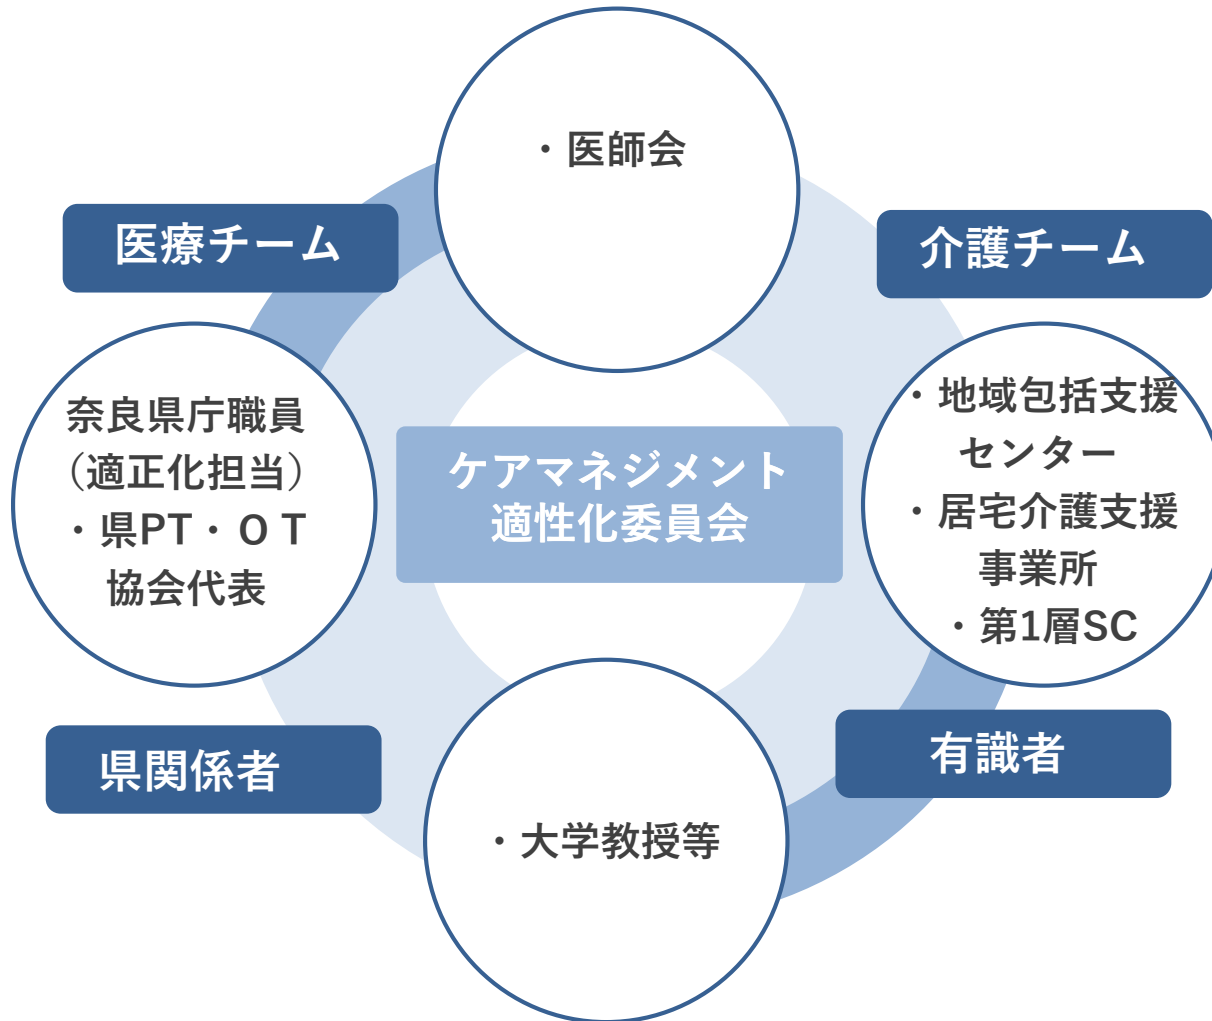 ・医師会
医療チーム
介護チーム
奈良県庁職員
（適正化担当）
・県PT・ＯＴ
協会代表
ケアマネジメント
適性化委員会
・地域包括支援
センター
・居宅介護支援
事業所
・第1層SC
県関係者
有識者
・大学教授等